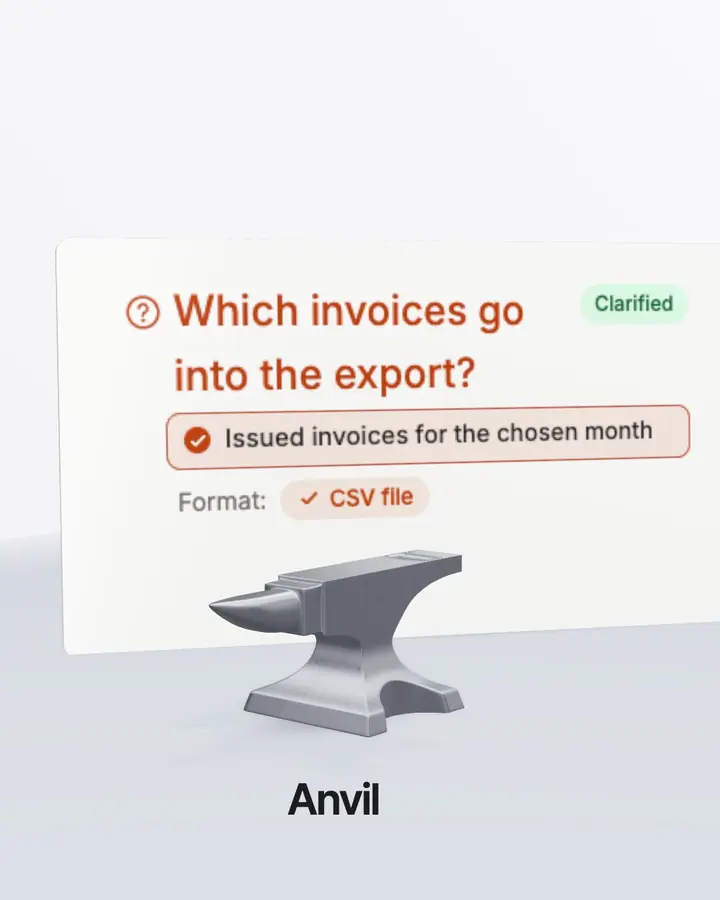 Which invoices go
into the export?
Clarified
Issued invoices for the chosen month
Format: CSV file
Anvil